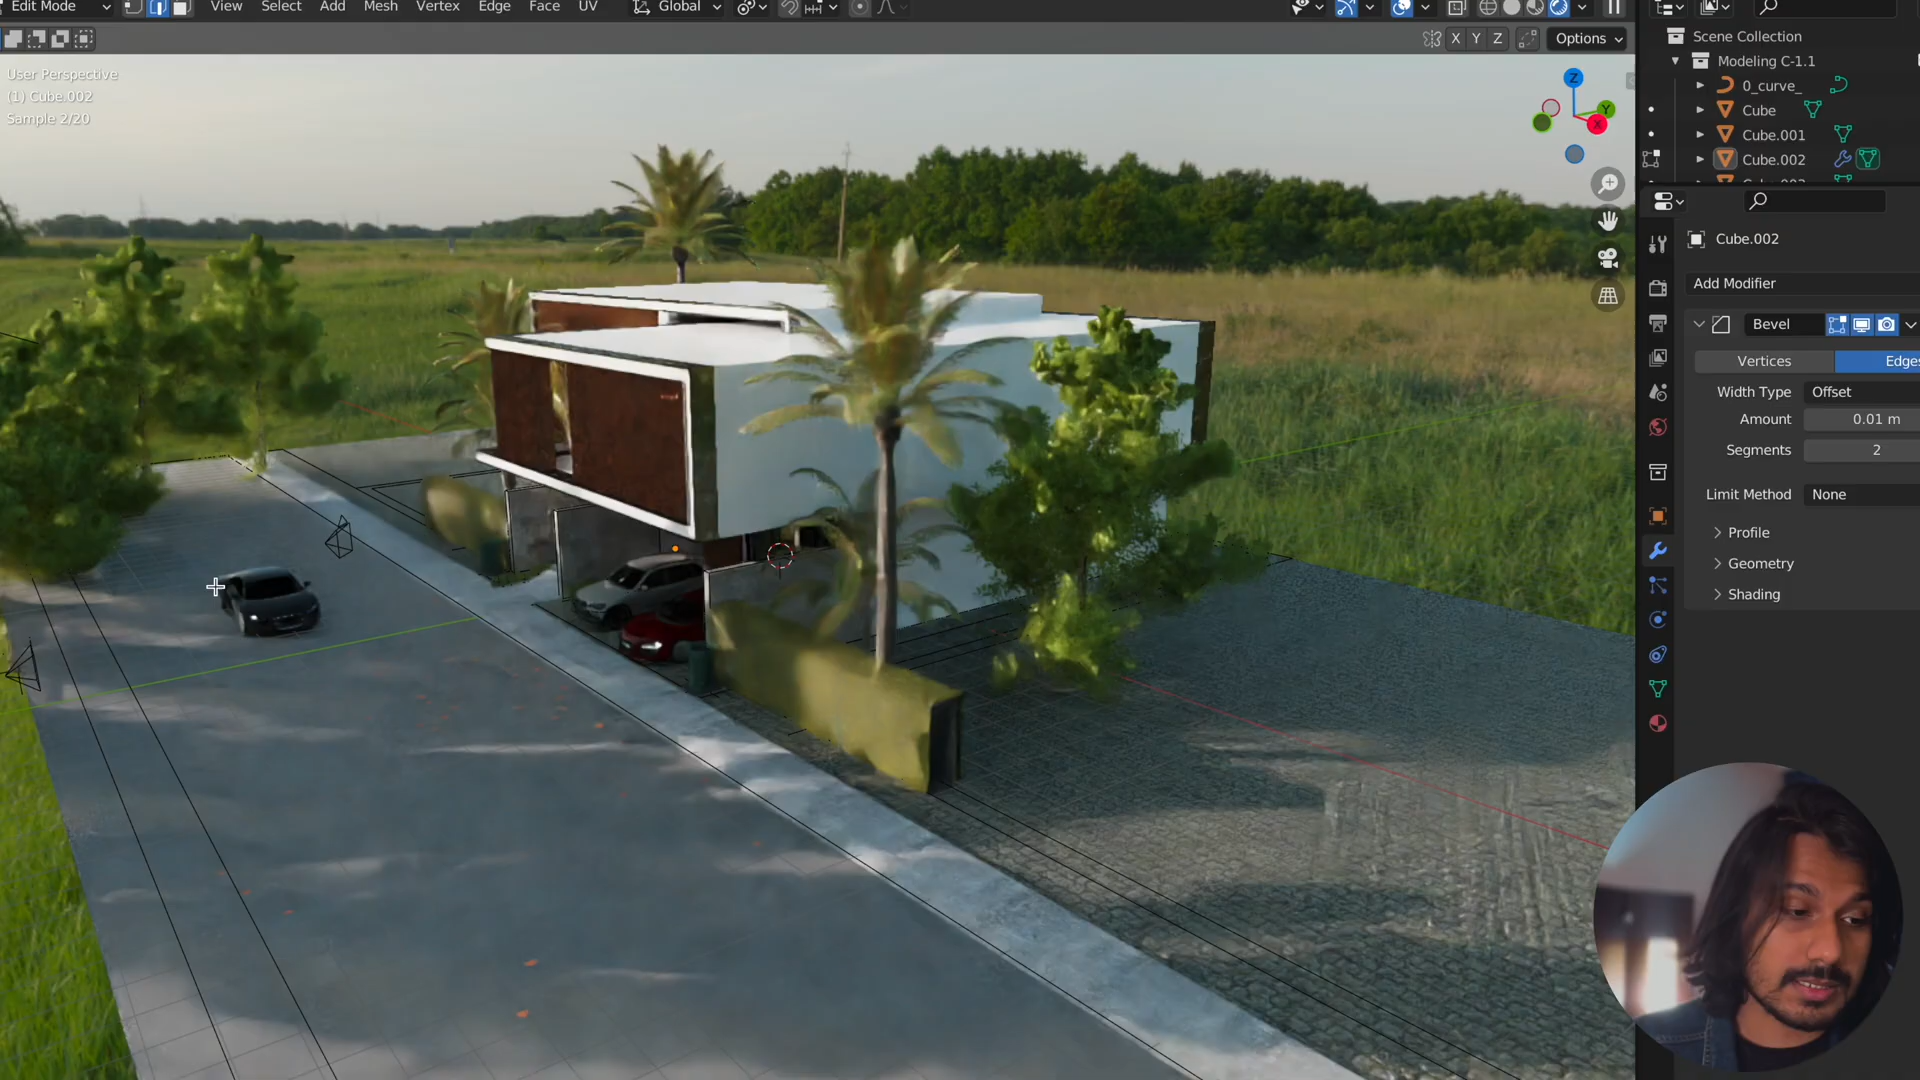 Edit Mode View Select Add Mesh Vertex Edge Face UV Global
X Y Z Options
User Perspective
(1) Cube.002
Sample 2/20
Z
Y
X
Scene Collection
Modeling C-1.1
0_curve_
Cube
Cube.001
Cube.002
Cube.002
Add Modifier
Bevel
Vertices Edges
Width Type Offset
Amount 0.01 m
Segments 2
Limit Method None
Profile
Geometry
Shading